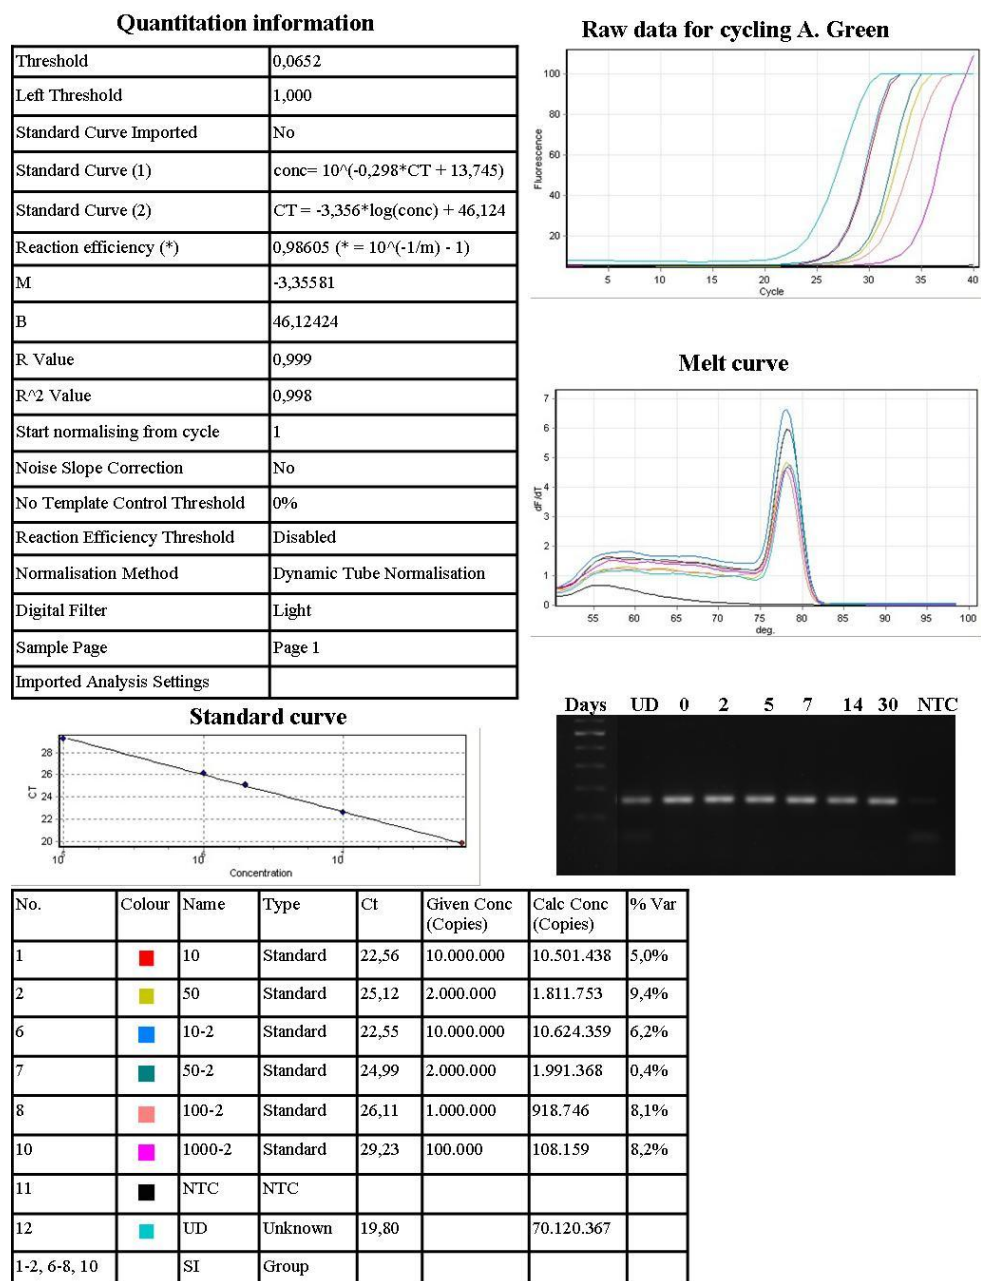 Quantitation information
Threshold 0,0652
Left Threshold 1,000
Standard Curve Imported No
Standard Curve (1) conc= 10^(-0,298*CT + 13,745)
Standard Curve (2) CT = -3,356*log(conc) + 46,124
Reaction efficiency (*) 0,98605 (* = 10^(-1/m) - 1)
M -3,35581
B 46,12424
R Value 0,999
R^2 Value 0,998
Start normalising from cycle 1
Noise Slope Correction No
No Template Control Threshold 0%
Reaction Efficiency Threshold Disabled
Normalisation Method Dynamic Tube Normalisation
Digital Filter Light
Sample Page Page 1
Imported Analysis Settings
Raw data for cycling A. Green
Fluorescence
100
80
60
40
20
5 10 15 20 25 30 35 40
Cycle
Melt curve
dF/dT
7
6
5
4
3
2
1
0
55 60 65 70 75 80 85 90 95 100
deg.
Standard curve
CT
28
26
24
22
20
Concentration
Days UD 0 2 5 7 14 30 NTC
No. Colour Name Type Ct Given Conc (Copies) Calc Conc (Copies) % Var
1 10 Standard 22,56 10.000.000 10.501.438 5,0%
2 50 Standard 25,12 2.000.000 1.811.753 9,4%
6 10-2 Standard 22,55 10.000.000 10.624.359 6,2%
7 50-2 Standard 24,99 2.000.000 1.991.368 0,4%
8 100-2 Standard 26,11 1.000.000 918.746 8,1%
10 1000-2 Standard 29,23 100.000 108.159 8,2%
11 NTC NTC
12 UD Unknown 19,80 70.120.367
1-2, 6-8, 10 SI Group